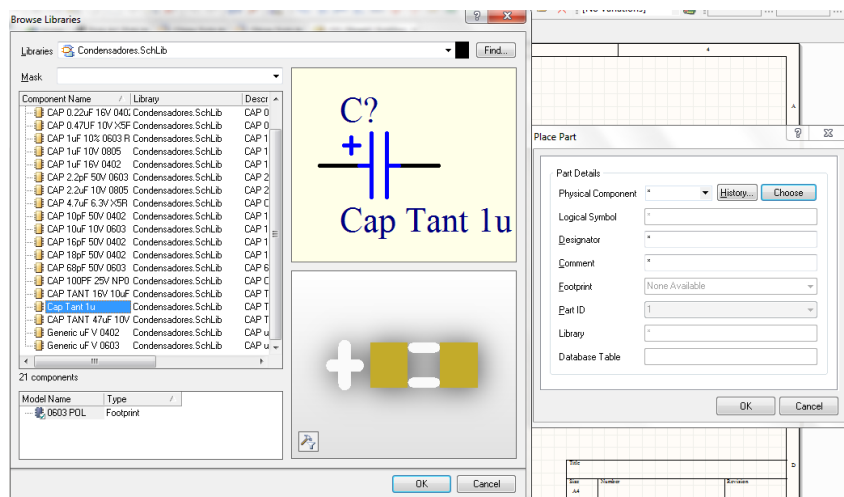 [No Variations]
Browse Libraries
Libraries Condensadores.SchLib Find...
Mask
Component Name / Library Descr
CAP 0.22uF 16V 040: Condensadores.SchLib CAP 0
CAP 0.47UF 10V X5F Condensadores.SchLib CAP 0
CAP 1uF 10% 0603 R Condensadores.SchLib CAP 1
CAP 1uF 10V 0805 Condensadores.SchLib CAP 1
CAP 1uF 16V 0402 Condensadores.SchLib CAP 1
CAP 2.2pF 50V 0603 Condensadores.SchLib CAP 2
CAP 2.2uF 10V 0805 Condensadores.SchLib CAP 2
CAP 4.7uF 6.3V X5R Condensadores.SchLib CAP C
CAP 10pF 50V 0402 Condensadores.SchLib CAP 1
CAP 10uF 10V 0603 Condensadores.SchLib CAP 1
CAP 16pF 50V 0402 Condensadores.SchLib CAP 1
CAP 18pF 50V 0402 Condensadores.SchLib CAP 1
CAP 68pF 50V 0603 Condensadores.SchLib CAP 6
CAP 100PF 25V NP0 Condensadores.SchLib CAP C
CAP TANT 16V 10uF Condensadores.SchLib CAP T
Cap Tant 1u Condensadores.SchLib CAP T
CAP TANT 47uF 10V Condensadores.SchLib CAP T
Generic uF V 0402 Condensadores.SchLib CAP u
Generic uF V 0603 Condensadores.SchLib CAP u
21 components
Model Name Type /
0603 POL Footprint
C?
+
Cap Tant 1u
OK Cancel
4
A
Place Part
Part Details
Physical Component * History... Choose
Logical Symbol *
Designator *
Comment *
Footprint None Available
Part ID 1
Library *
Database Table
OK Cancel
D
Title
Size Number Revision
A4